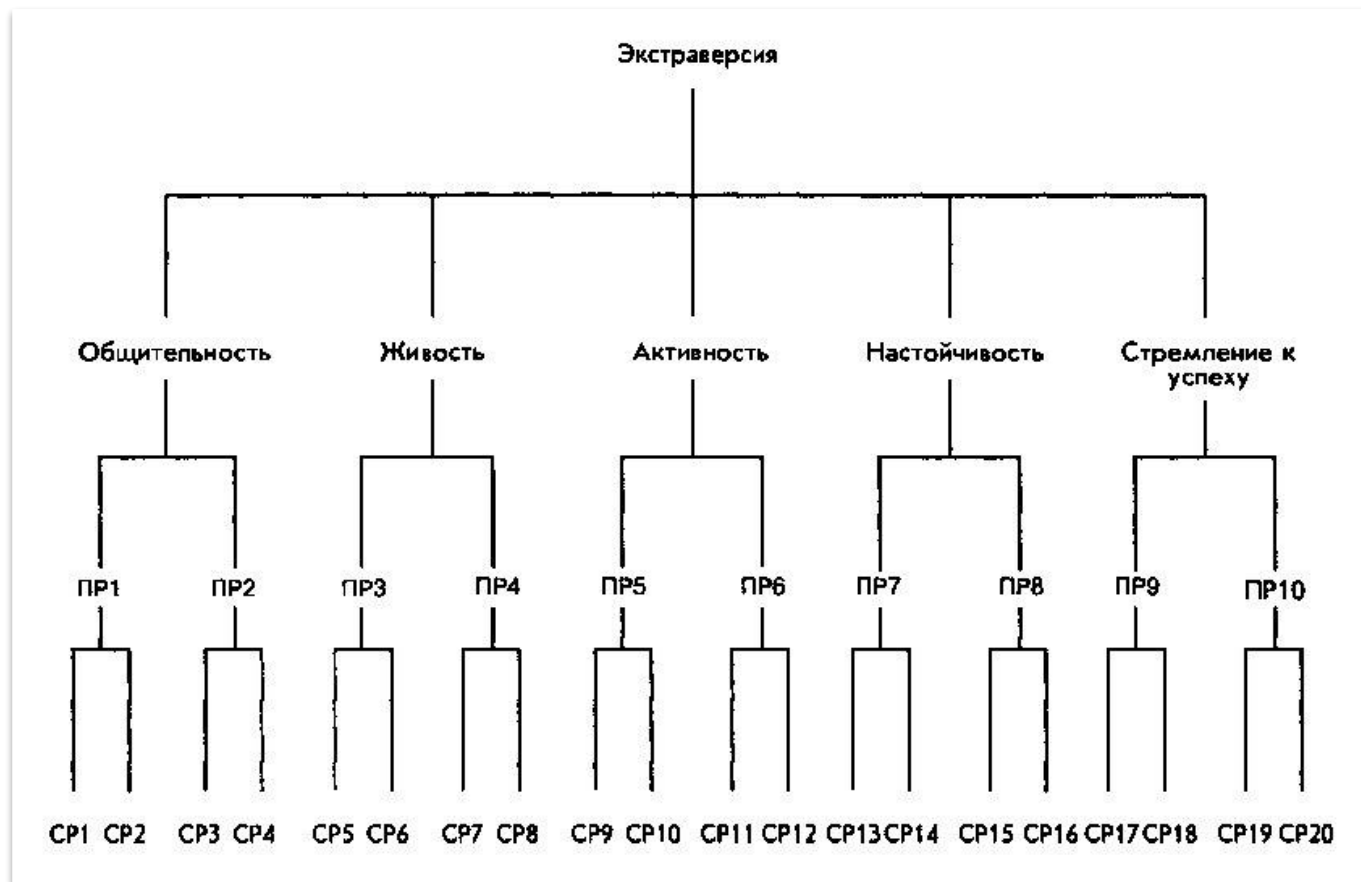 Экстраверсия
Общительность Живость Активность Настойчивость Стремление к
успеху
ПР1 ПР2 ПР3 ПР4 ПР5 ПР6 ПР7 ПР8 ПР9 ПР10
СР1 СР2 СР3 СР4 СР5 СР6 СР7 СР8 СР9 СР10 СР11 СР12 СР13 СР14 СР15 СР16 СР17 СР18 СР19 СР20